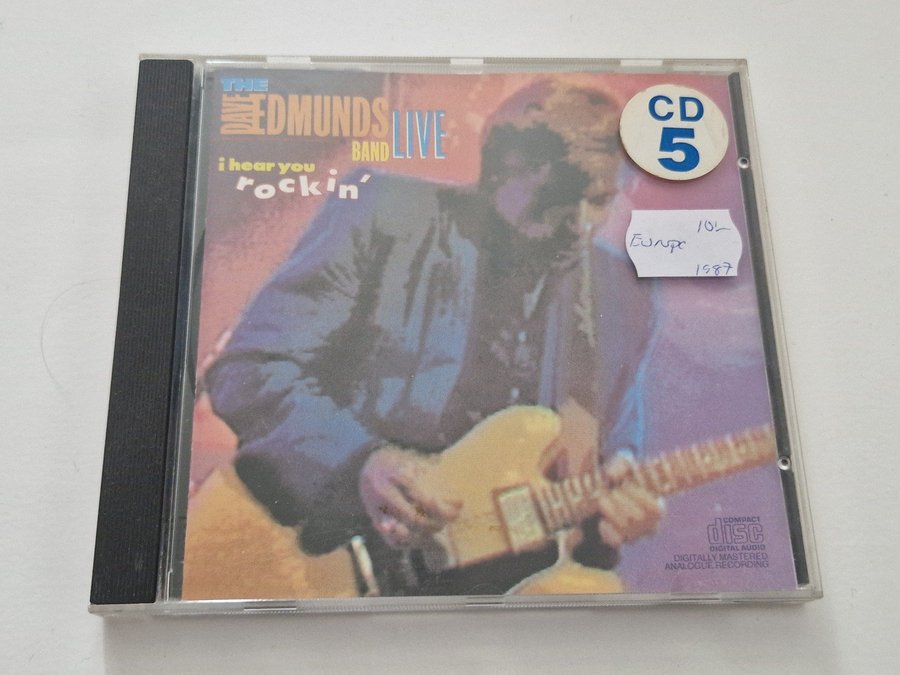 THE
DAVE EDMUNDS
BAND LIVE
i hear you
rockin'
CD
5
10L
Europe
1987
COMPACT
disc
DIGITAL AUDIO
DIGITALLY MASTERED
ANALOGUE RECORDING